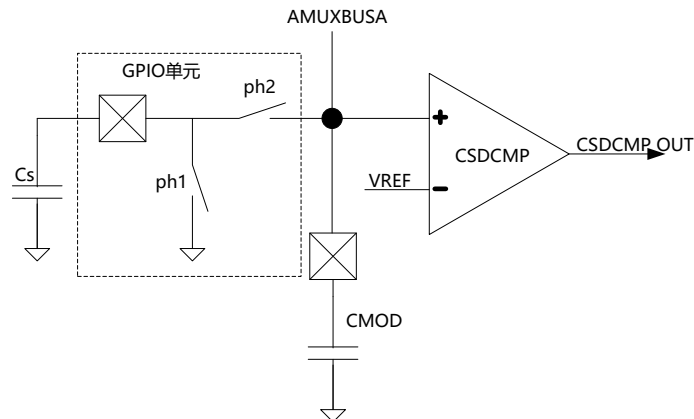 AMUXBUSA
GPIO单元
ph2
CSDCMP
CSDCMP OUT
Cs
ph1
VREF
CMOD